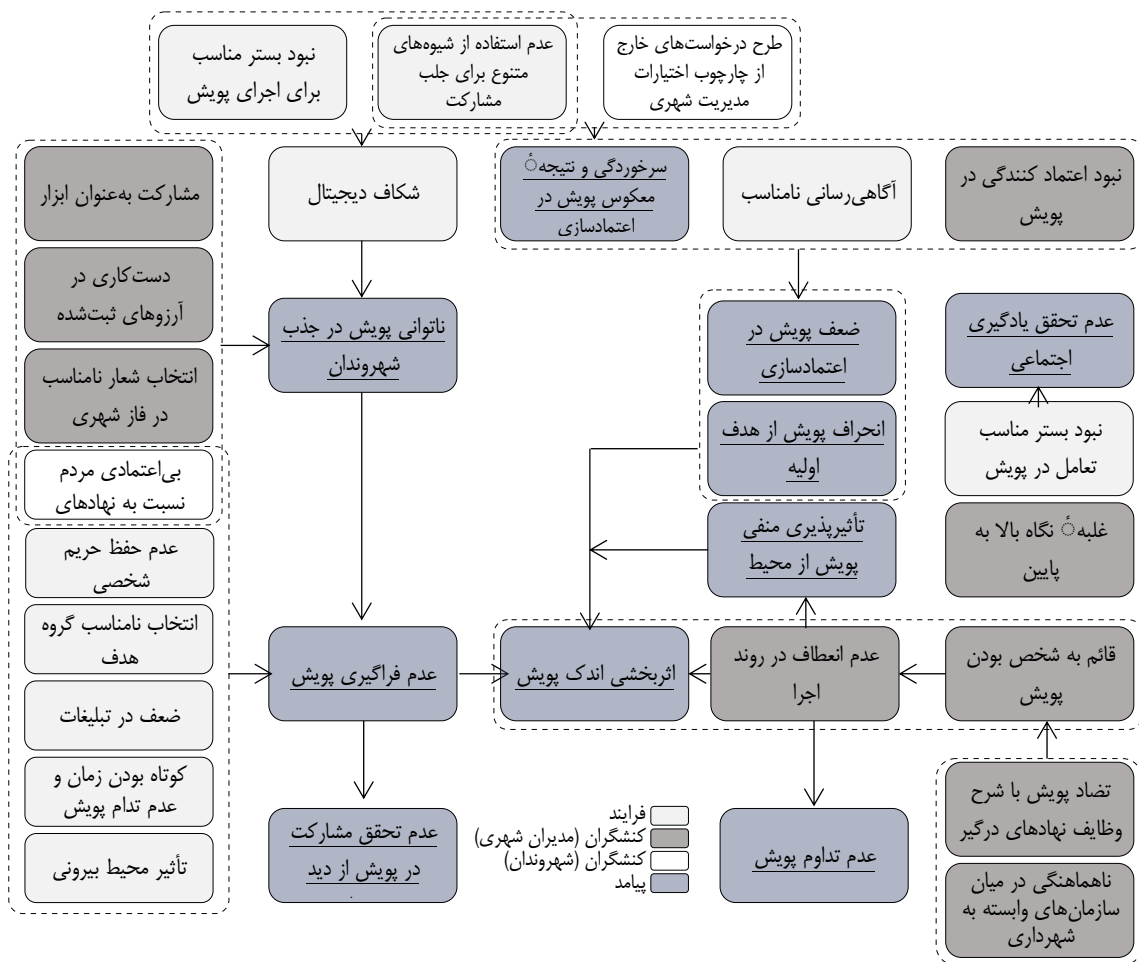 طرح درخواست‌های خارج
از چارچوب اختیارات
مدیریت شهری
عدم استفاده از شیوه‌های
متنوع برای جلب
مشارکت
نبود بستر مناسب
برای اجرای پویش
نبود اعتماد کنندگی در
پویش
آگاهی‌رسانی نامناسب
سرخوردگی و نتیجهٔ
معکوس پویش در
اعتمادسازی
شکاف دیجیتال
مشارکت به‌عنوان ابزار
دست‌کاری در
آرزوهای ثبت‌شده
انتخاب شعار نامناسب
در فاز شهری
بی‌اعتمادی مردم
نسبت به نهادهای
عدم حفظ حریم
شخصی
انتخاب نامناسب گروه
هدف
ضعف در تبلیغات
کوتاه بودن زمان و
عدم تدام پویش
تأثیر محیط بیرونی
ناتوانی پویش در جذب
شهروندان
ضعف پویش در
اعتمادسازی
انحراف پویش از هدف
اولیه
تأثیرپذیری منفی
پویش از محیط
عدم تحقق یادگیری
اجتماعی
نبود بستر مناسب
تعامل در پویش
غلبهٔ نگاه بالا به
پایین
قائم به شخص بودن
پویش
عدم انعطاف در روند
اجرا
اثربخشی اندک پویش
عدم فراگیری پویش
تضاد پویش با شرح
وظایف نهادهای درگیر
ناهماهنگی در میان
سازمان‌های وابسته به
شهرداری
عدم تداوم پویش
عدم تحقق مشارکت
در پویش از دید
فرایند
کنشگران (مدیران شهری)
کنشگران (شهروندان)
پیامد